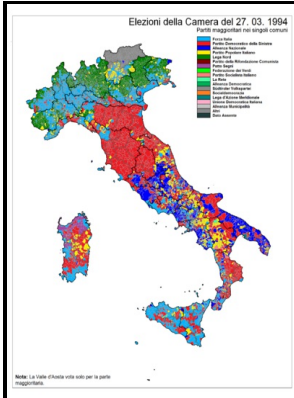 Elezioni della Camera del 27. 03. 1994
Partiti maggioritari nei singoli comuni
Forza Italia
Partito Democratico della Sinistra
Alleanza Nazionale
Partito Popolare Italiano
Lega Nord
Partito della Rifondazione Comunista
Patto Segni
Federazione dei Verdi
Partito Socialista Italiano
La Rete
Alleanza Democratica
Südtiroler Volkspartei
Socialdemocrazia
Lega d'Azione Meridionale
Unione Democratica Italiana
Altri
Dato Assente
Nota: La Valle d'Aosta vota solo per la parte
maggioritaria.